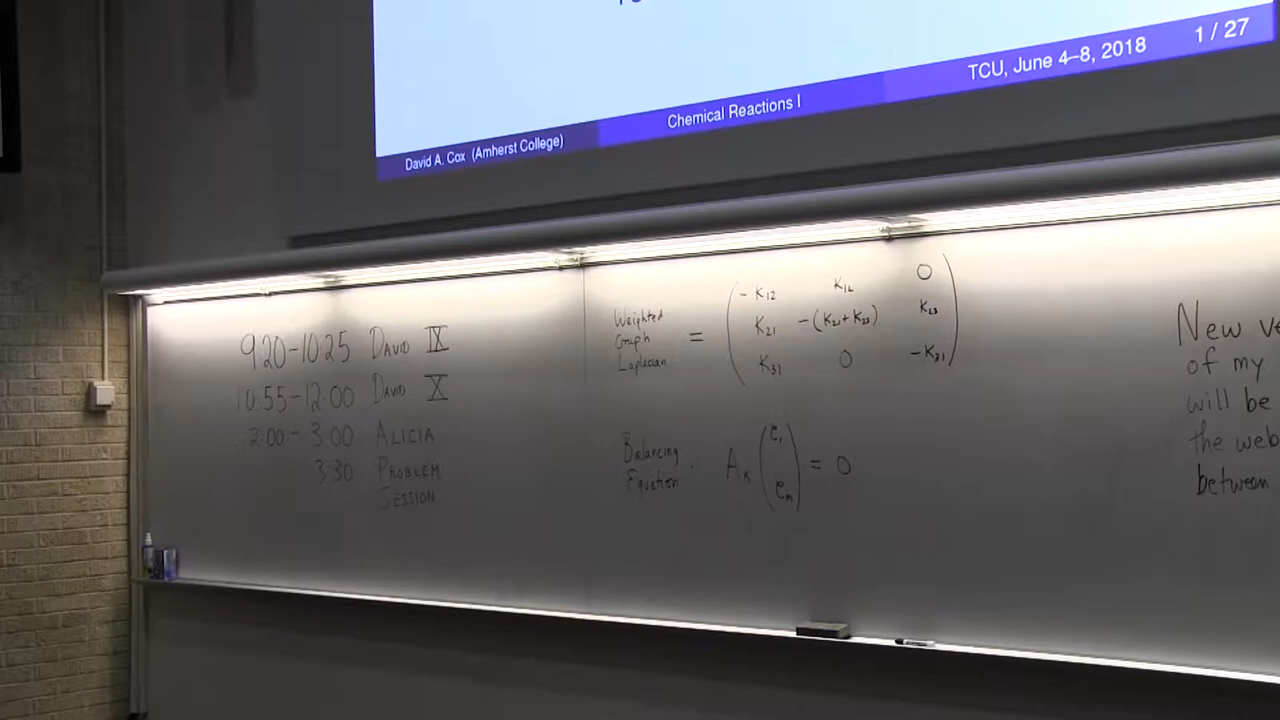 TCU, June 4–8, 2018 1 / 27
Chemical Reactions I
David A. Cox (Amherst College)
9:20-10:25 DAVID IX
10:55-12:00 DAVID X
2:00-3:00 ALICIA
3:30 PROBLEM
SESSION
Weighted
Graph
Laplacian
=
-K12 K12 0
K21 -(K21+K23) K23
K31 0 -K31
Balancing
Equation.
Aκ (c1 cm) = 0
New
of my
will be
the
between